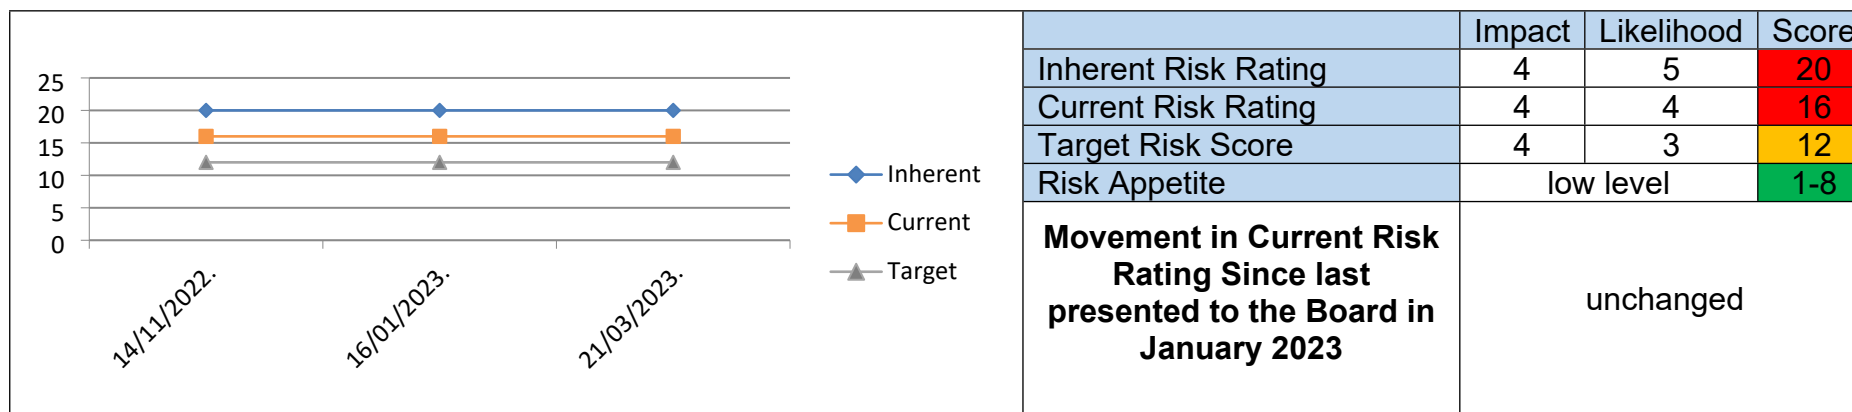 25
20
15
10
5
0
14/11/2022.
16/01/2023.
21/03/2023.
Inherent
Current
Target
Impact Likelihood Score
Inherent Risk Rating 4 5 20
Current Risk Rating 4 4 16
Target Risk Score 4 3 12
Risk Appetite low level 1-8
Movement in Current Risk
Rating Since last
presented to the Board in
January 2023
unchanged